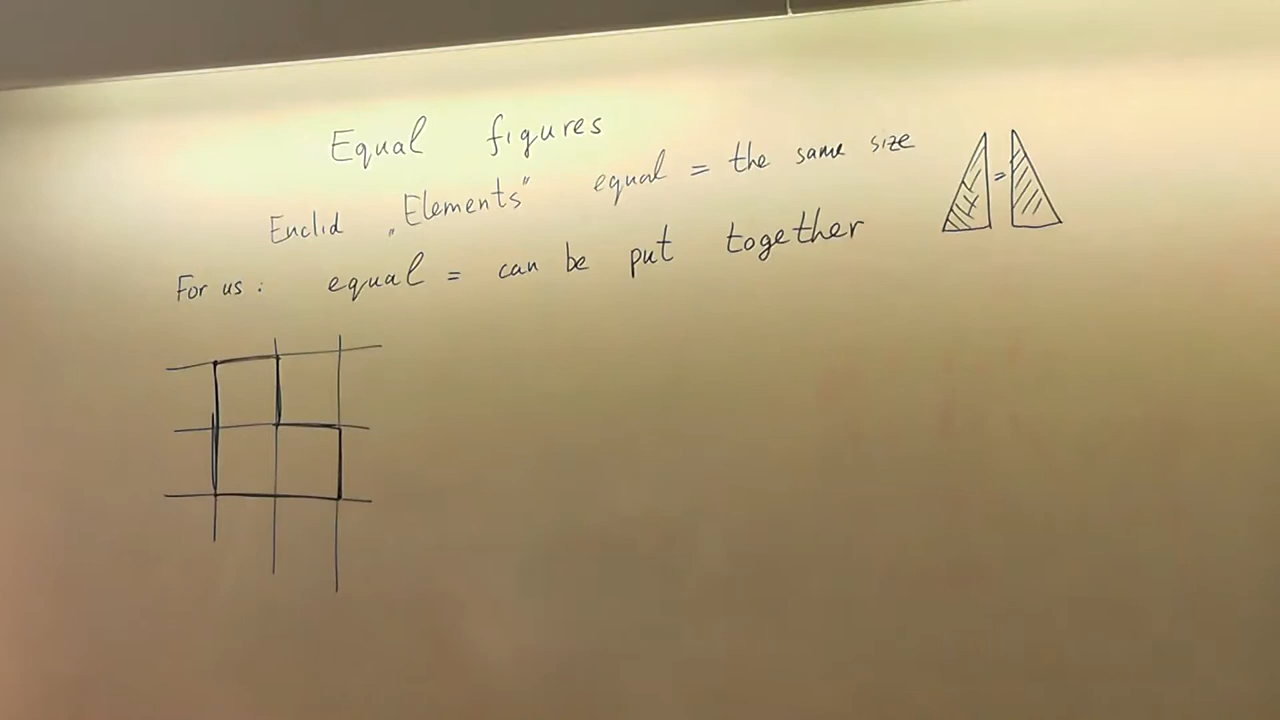 Equal figures
Euclid „Elements" equal = the same size
=
For us: equal = can be put together